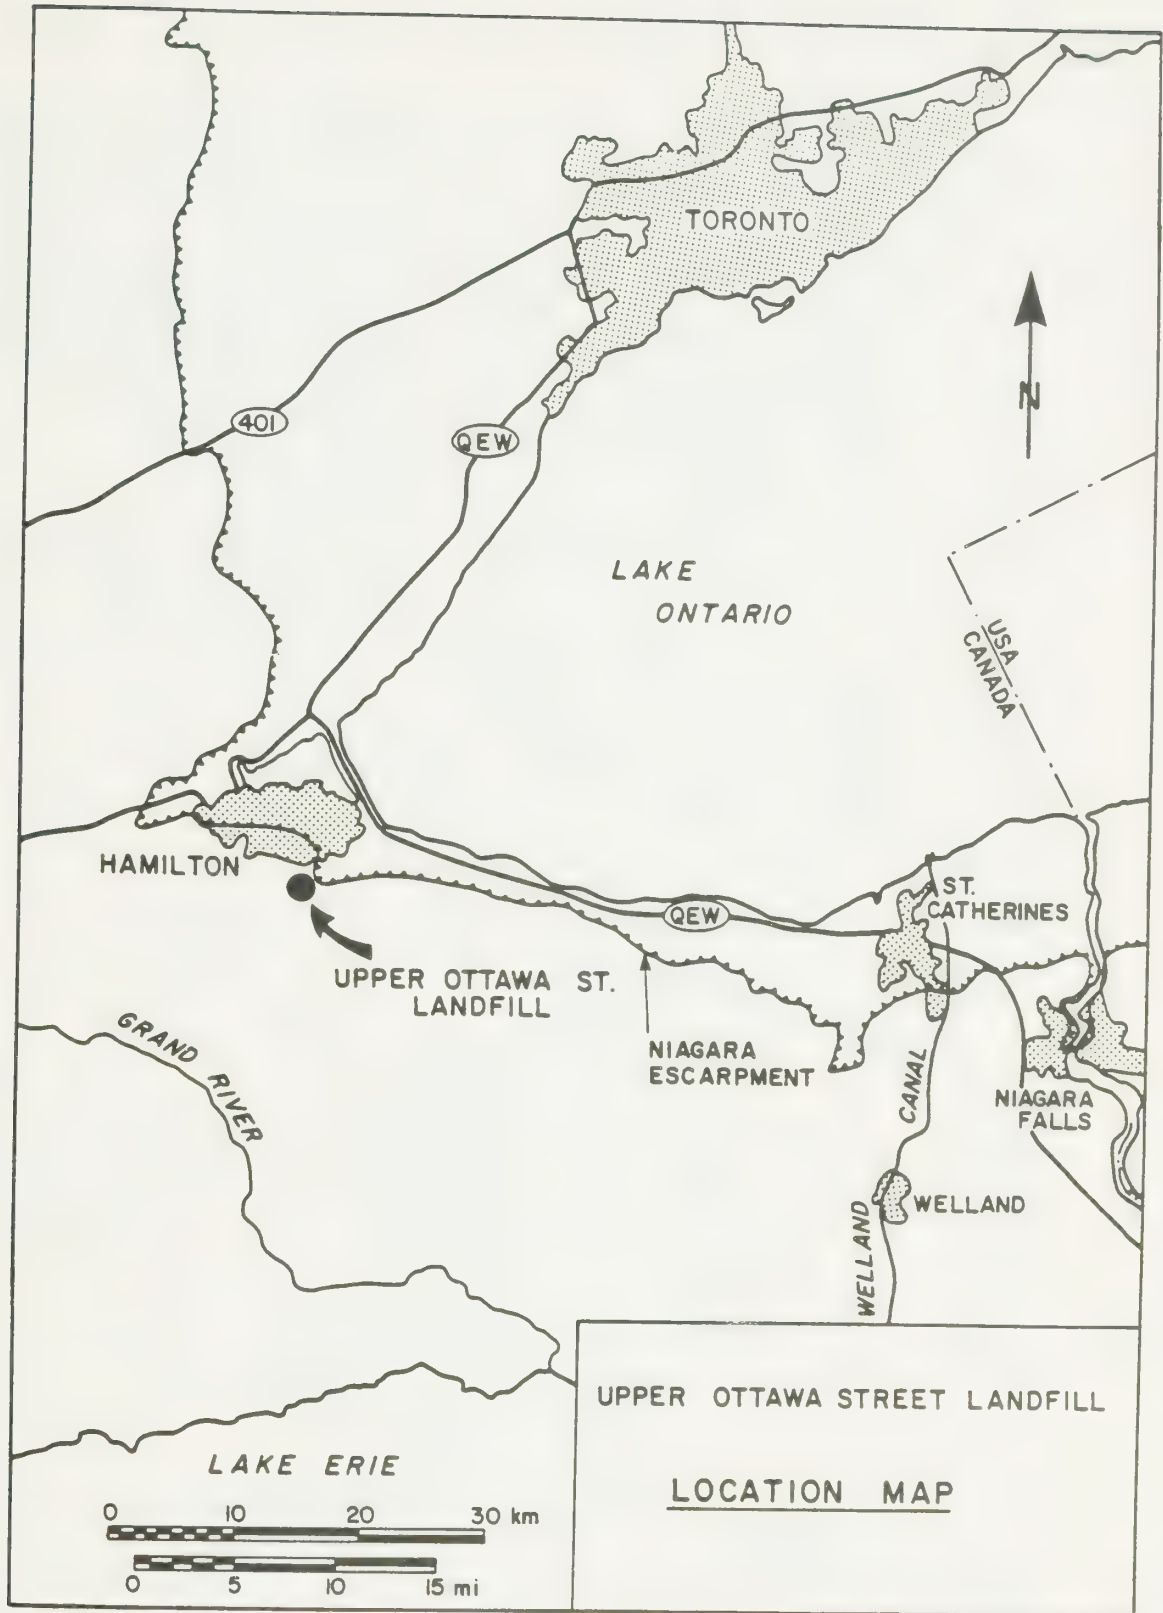 TORONTO
N
401
QEW
LAKE
ONTARIO
USA
CANADA
HAMILTON
ST.
CATHERINES
QEW
UPPER OTTAWA ST.
LANDFILL
GRAND RIVER
NIAGARA
ESCARPMENT
NIAGARA
FALLS
WELLAND CANAL
WELLAND
UPPER OTTAWA STREET LANDFILL
LOCATION MAP
LAKE ERIE
0 10 20 30 km
0 5 10 15 mi